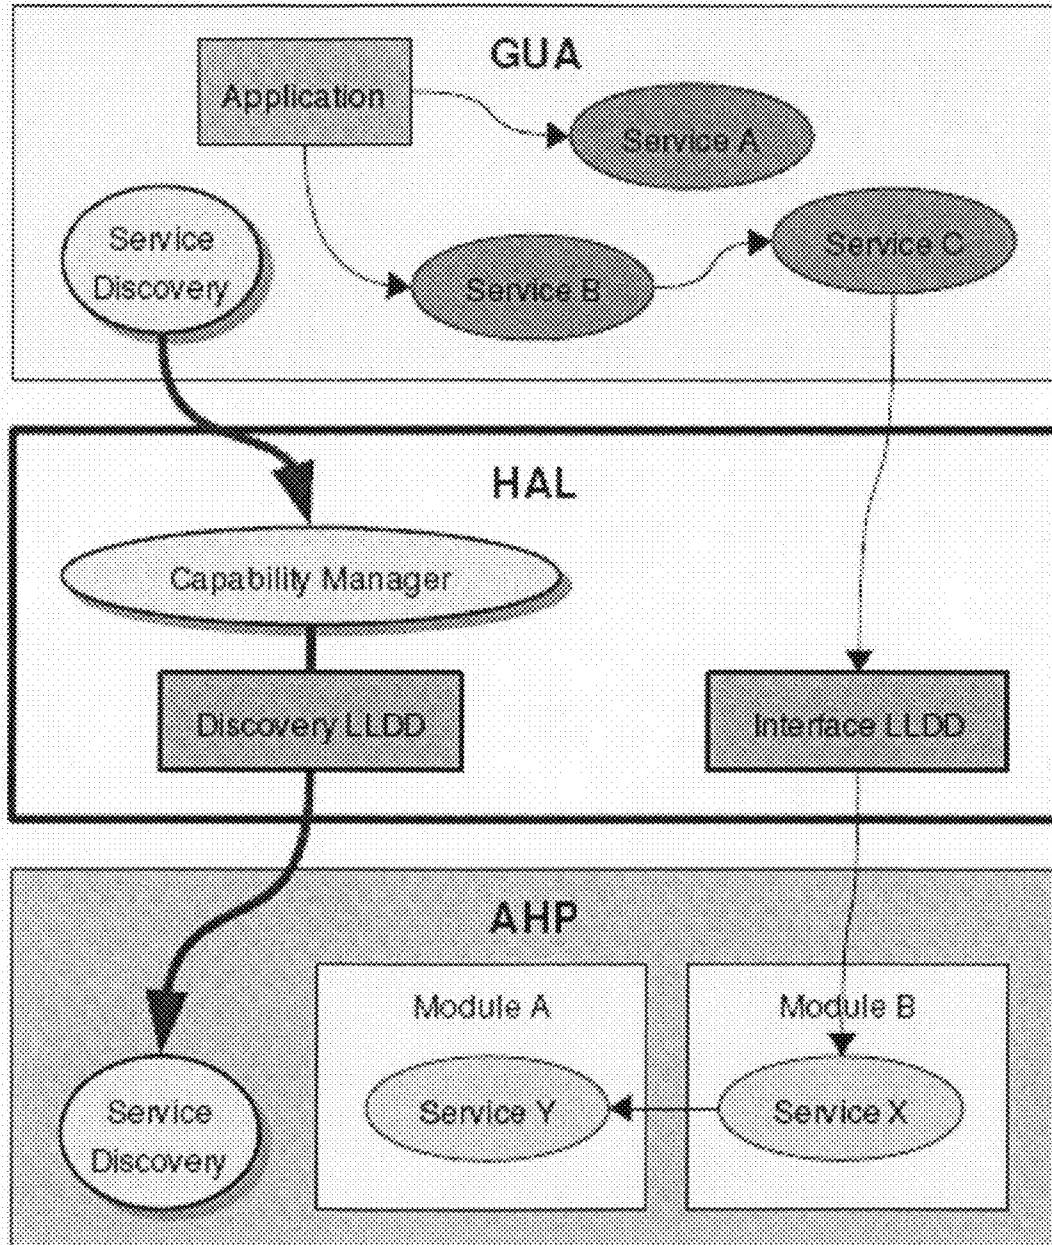 GUA
Application
Service A
Service
Discovery
Service B
Service C
HAL
Capability Manager
Discovery LLDD
Interface LLDD
AHP
Module A
Module B
Service Y
Service X
Service
Discovery